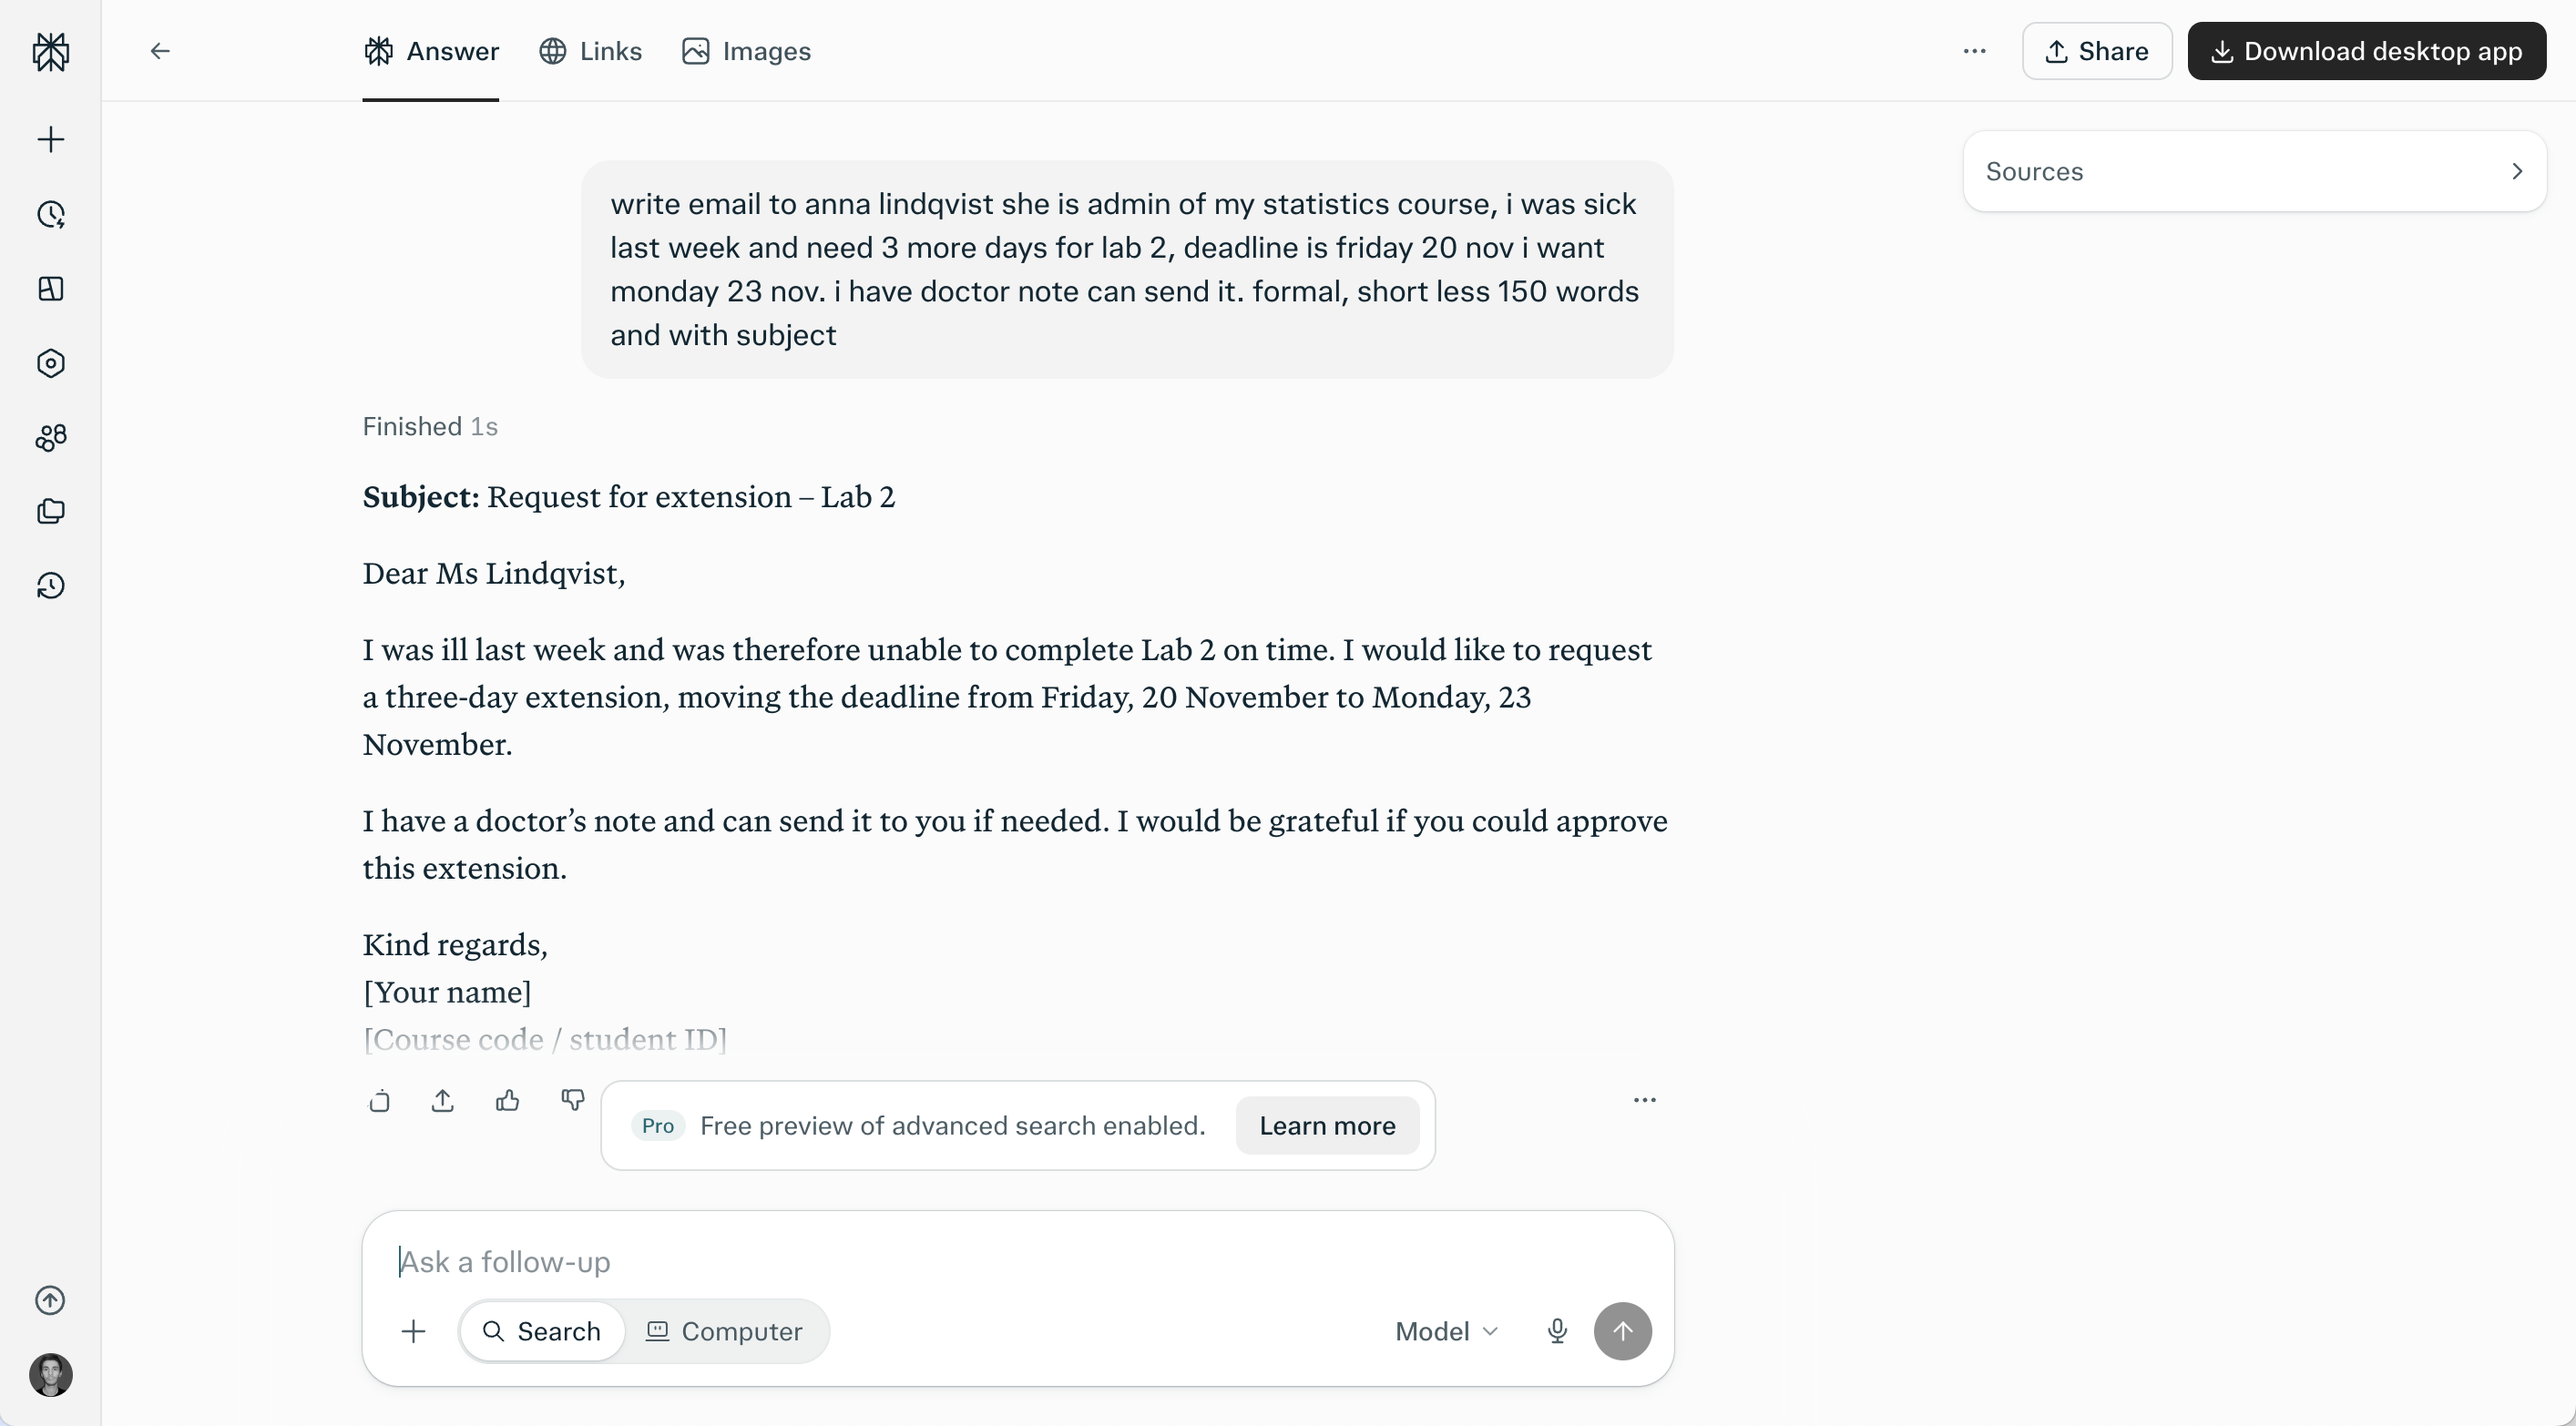 Answer
Links
Images
Share
Download desktop app
Sources
write email to anna lindqvist she is admin of my statistics course, i was sick
last week and need 3 more days for lab 2, deadline is friday 20 nov i want
monday 23 nov. i have doctor note can send it. formal, short less 150 words
and with subject
Finished 1s
Subject: Request for extension – Lab 2
Dear Ms Lindqvist,
I was ill last week and was therefore unable to complete Lab 2 on time. I would like to request
a three-day extension, moving the deadline from Friday, 20 November to Monday, 23
November.
I have a doctor’s note and can send it to you if needed. I would be grateful if you could approve
this extension.
Kind regards,
[Your name]
[Course code / student ID]
Pro Free preview of advanced search enabled. Learn more
Ask a follow-up
Search
Computer
Model